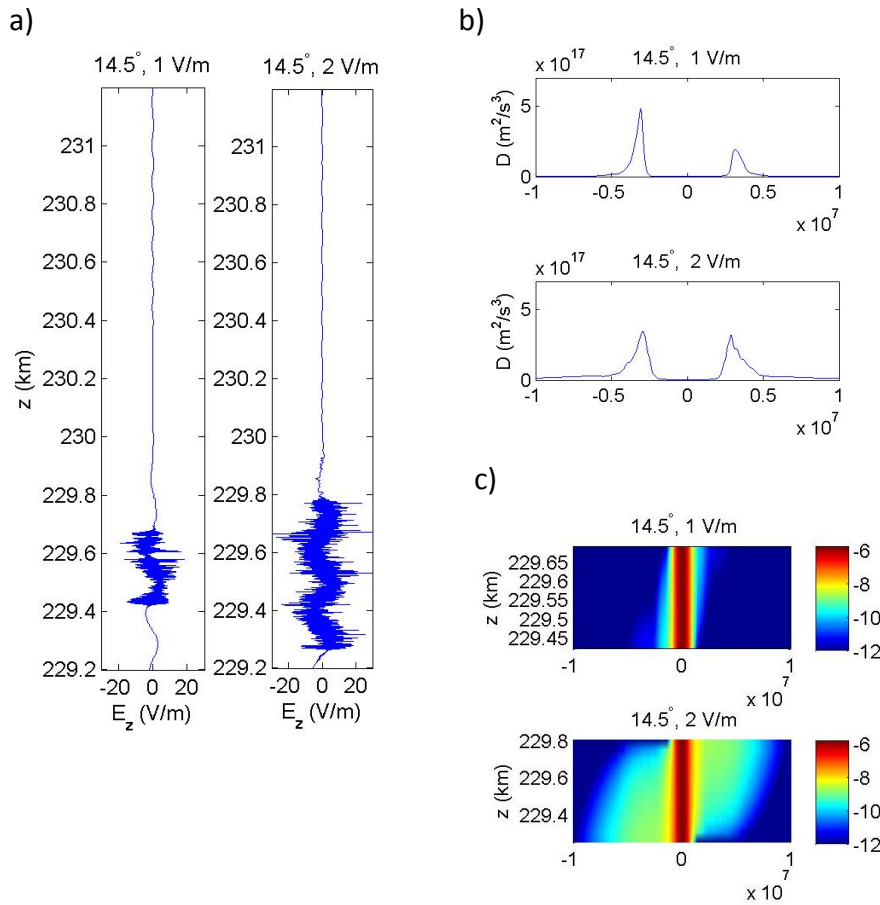 a)
14.5°, 1 V/m
14.5°, 2 V/m
z (km)
231
230.8
230.6
230.4
230.2
230
229.8
229.6
229.4
229.2
-20 0 20
E_z (V/m)
231
230.8
230.6
230.4
230.2
230
229.8
229.6
229.4
229.2
-20 0 20
E_z (V/m)
b)
14.5°, 1 V/m
x 10^17
D (m²/s³)
5
0
-1 -0.5 0 0.5 1
x 10^7
14.5°, 2 V/m
x 10^17
D (m²/s³)
5
0
-1 -0.5 0 0.5 1
x 10^7
c)
14.5°, 1 V/m
z (km)
229.65
229.6
229.55
229.5
229.45
-1 0 1
x 10^7
-6
-8
-10
-12
14.5°, 2 V/m
z (km)
229.8
229.6
229.4
-1 0 1
x 10^7
-6
-8
-10
-12